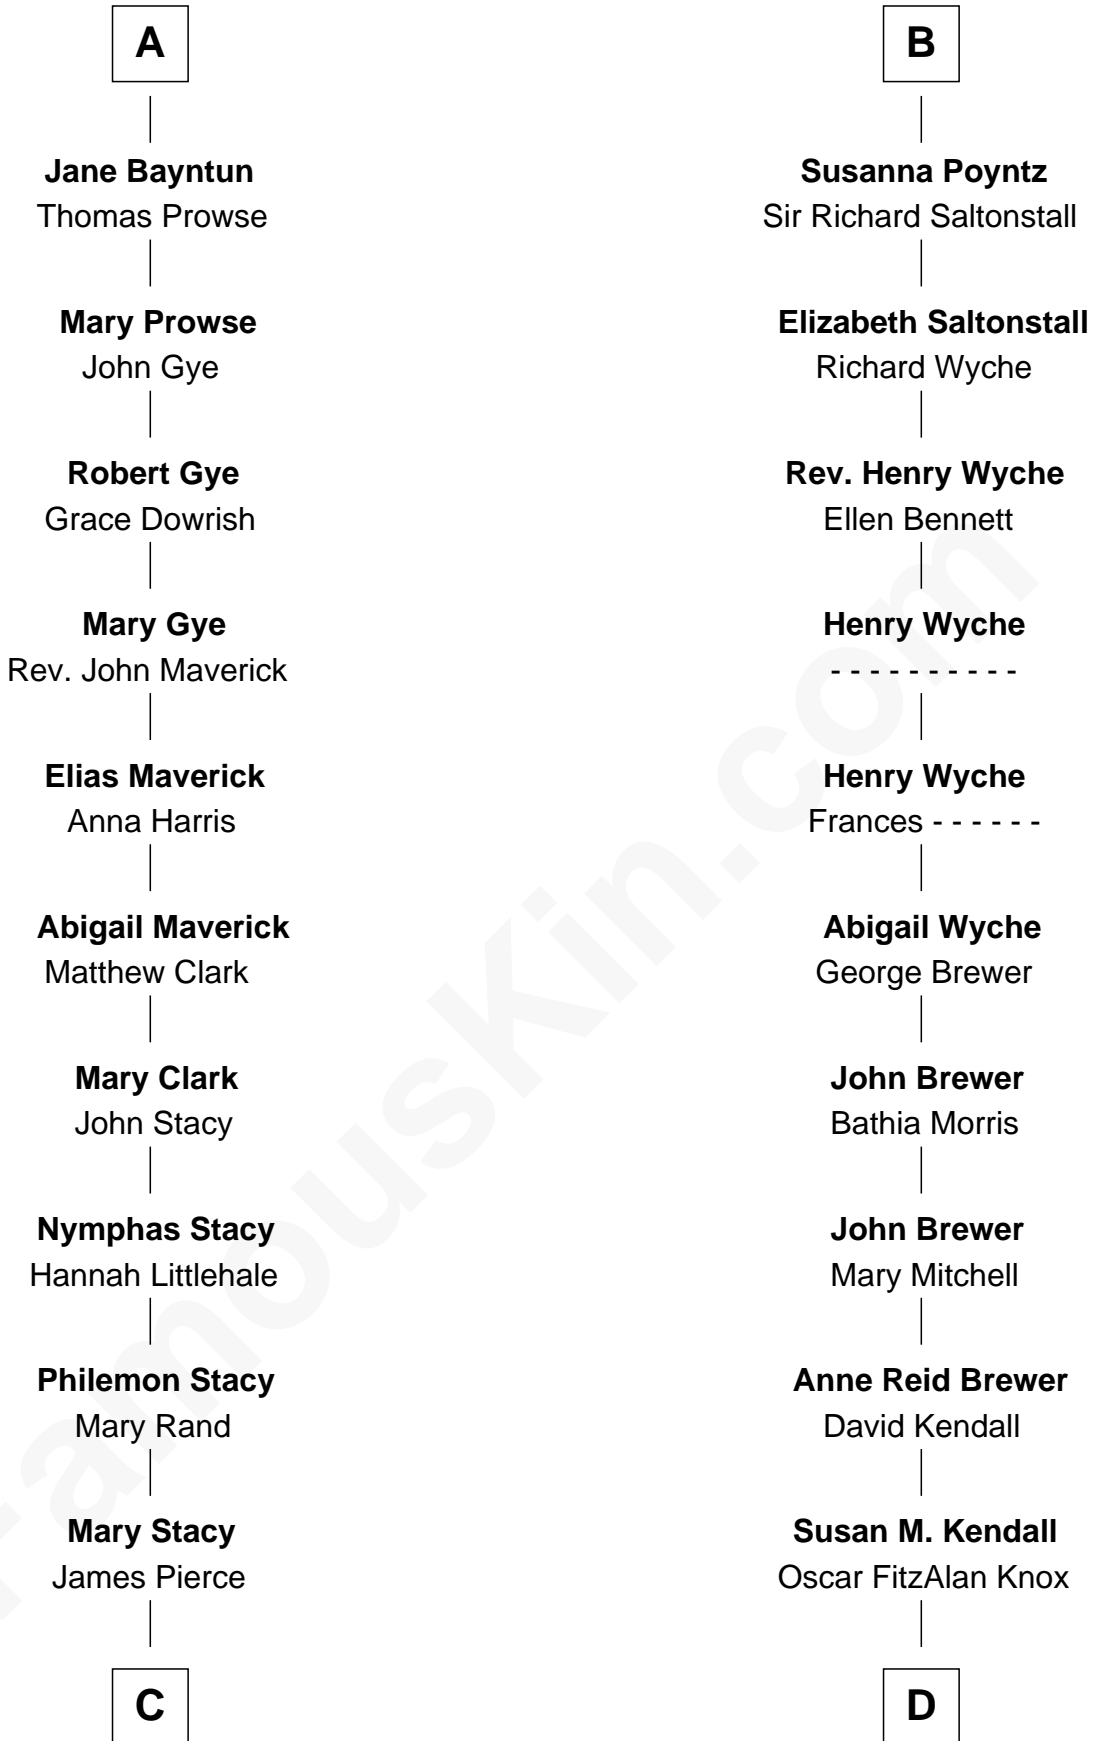 A
Jane Bayntun
Thomas Prowse
Mary Prowse
John Gye
Robert Gye
Grace Dowrish
Mary Gye
Rev. John Maverick
Elias Maverick
Anna Harris
Abigail Maverick
Matthew Clark
Mary Clark
John Stacy
Nymphas Stacy
Hannah Littlehale
Philemon Stacy
Mary Rand
Mary Stacy
James Pierce
C
B
Susanna Poyntz
Sir Richard Saltonstall
Elizabeth Saltonstall
Richard Wyche
Rev. Henry Wyche
Ellen Bennett
Henry Wyche
- - - - - - - - - -
Henry Wyche
Frances - - - - - -
Abigail Wyche
George Brewer
John Brewer
Bathia Morris
John Brewer
Mary Mitchell
Anne Reid Brewer
David Kendall
Susan M. Kendall
Oscar FitzAlan Knox
D
FamousKin.com